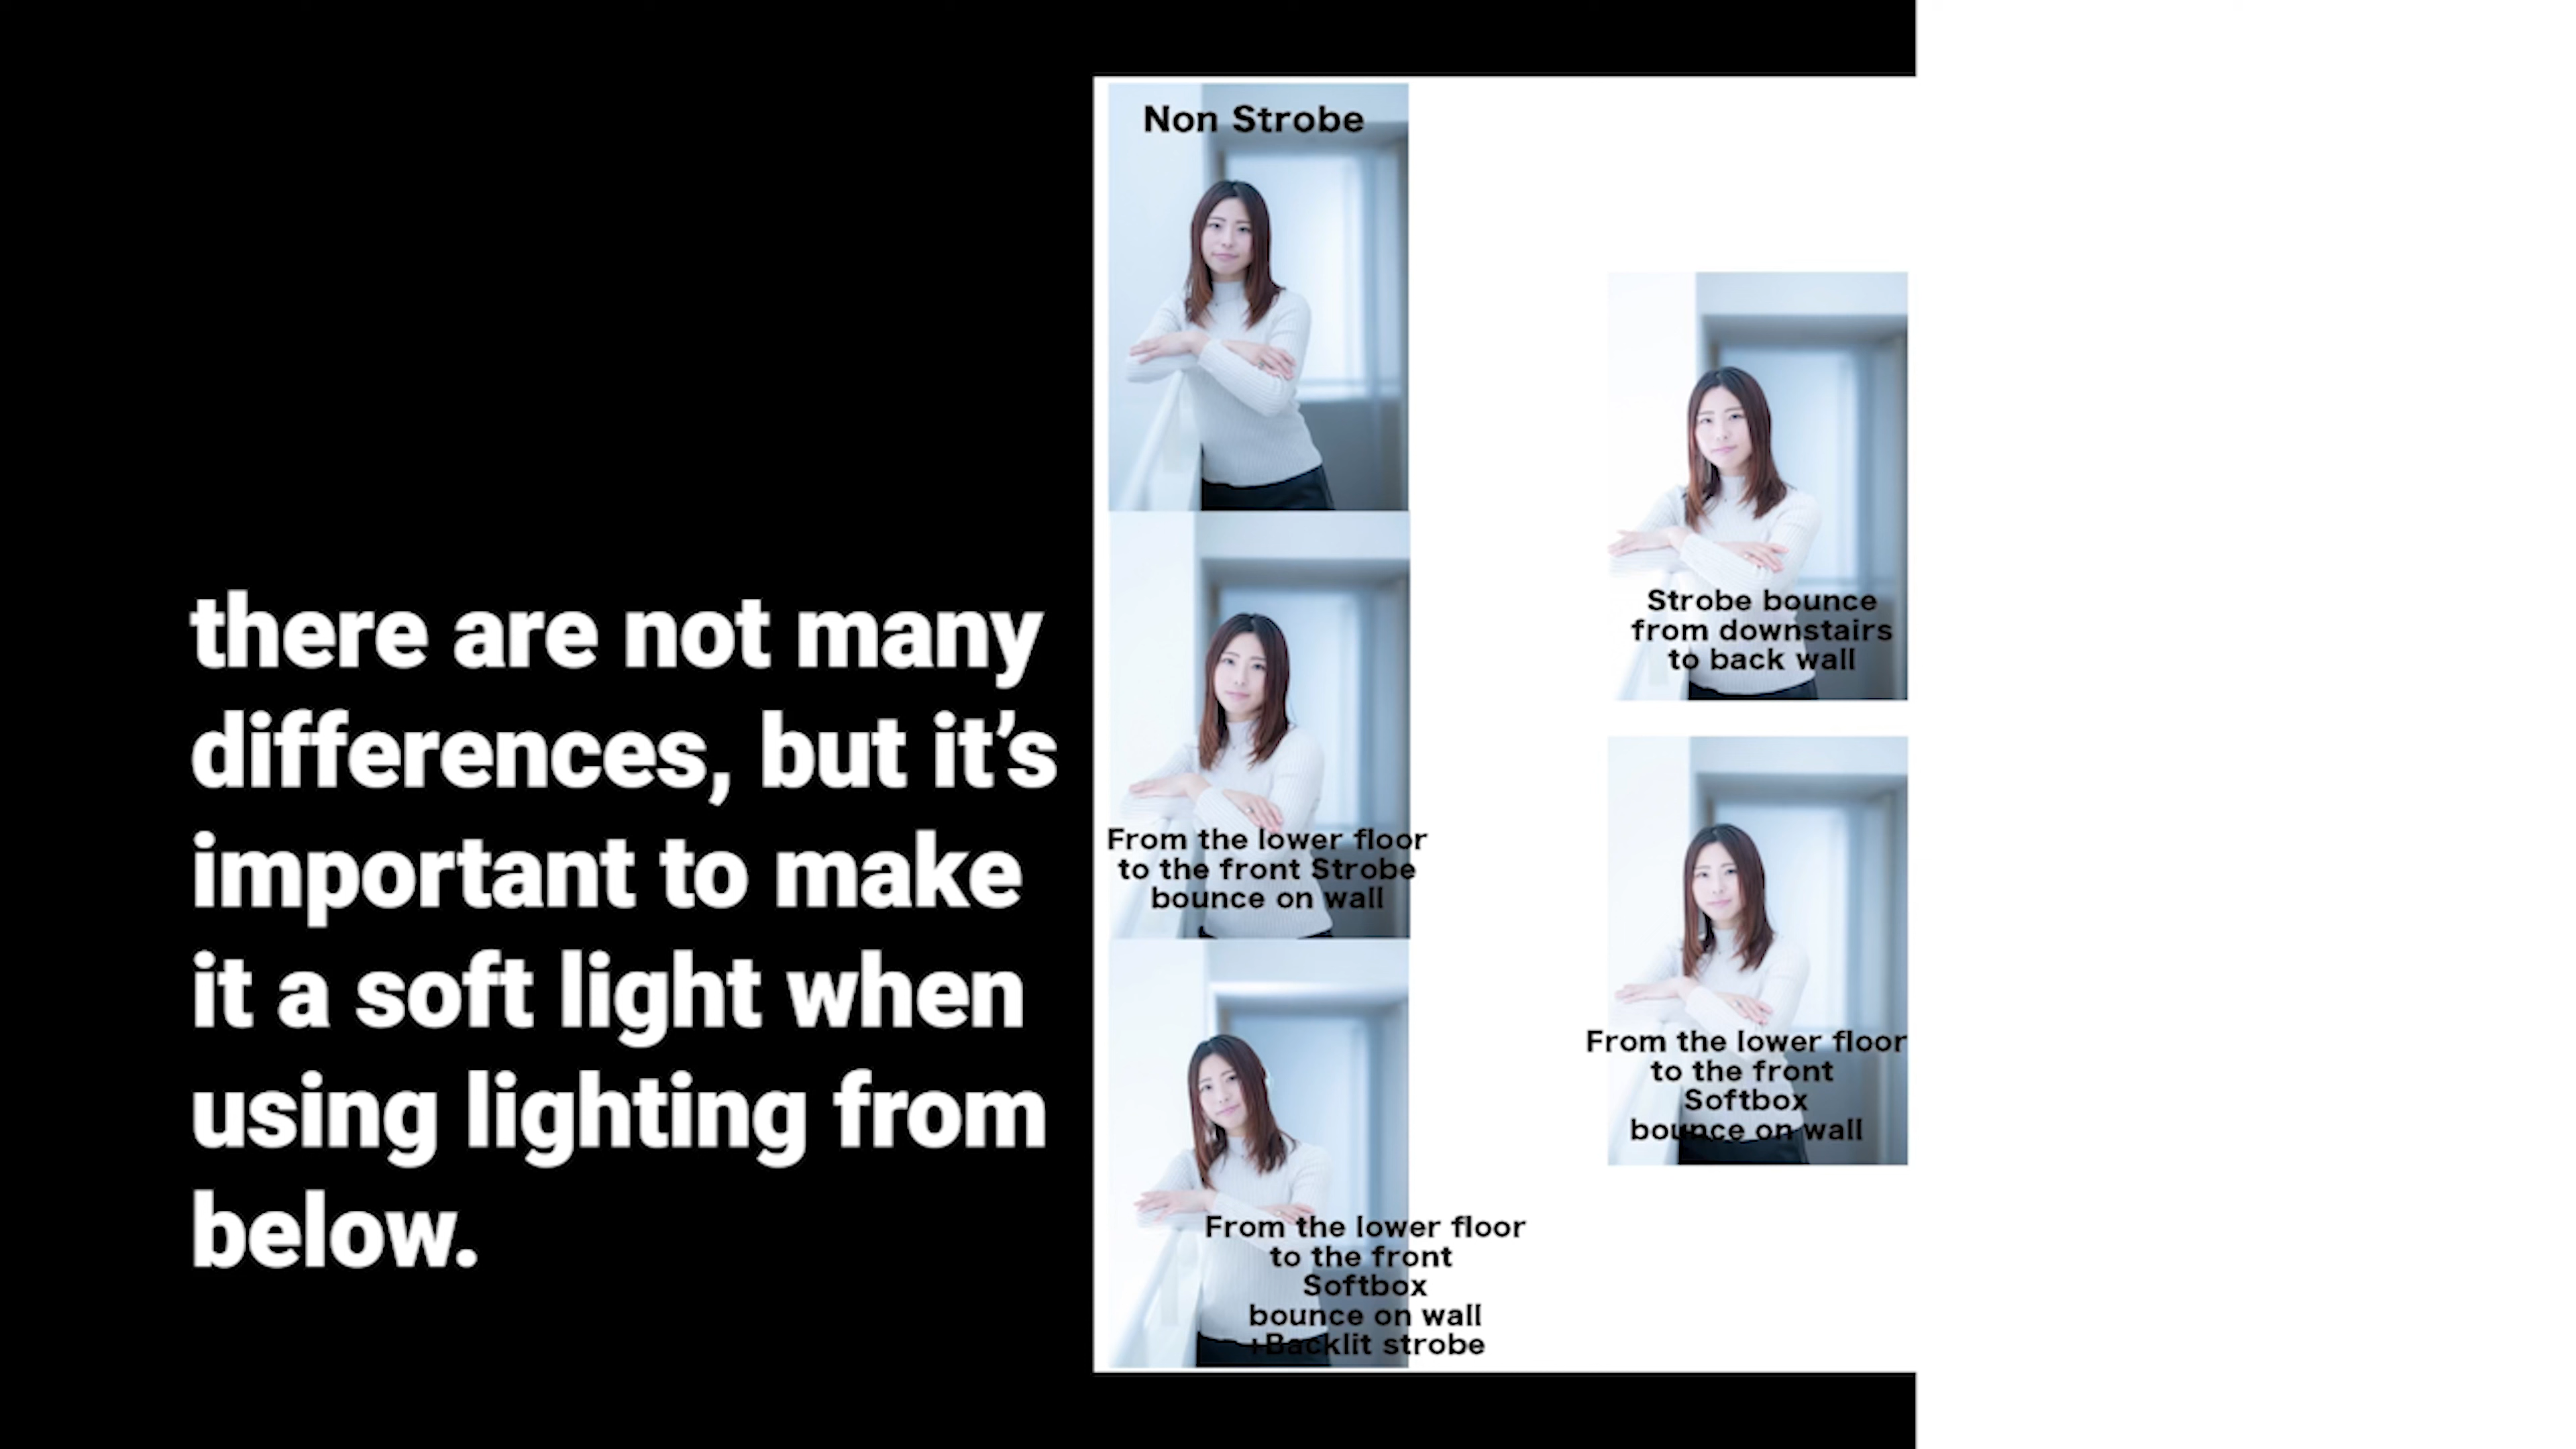 there are not many
differences, but it’s
important to make
it a soft light when
using lighting from
below.
Non Strobe
From the lower floor
to the front Strobe
bounce on wall
From the lower floor
to the front
Softbox
bounce on wall
+Backlit strobe
Strobe bounce
from downstairs
to back wall
From the lower floor
to the front
Softbox
bounce on wall